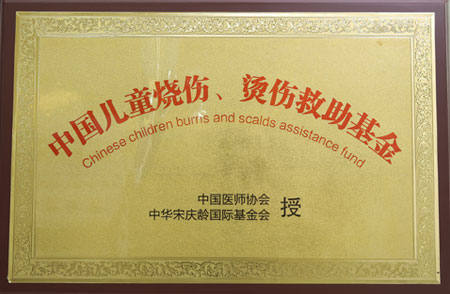 中国儿童烧伤、烫伤救助基金
Chinese children burns and scalds assistance fund
中国医师协会
中华宋庆龄国际基金会 授